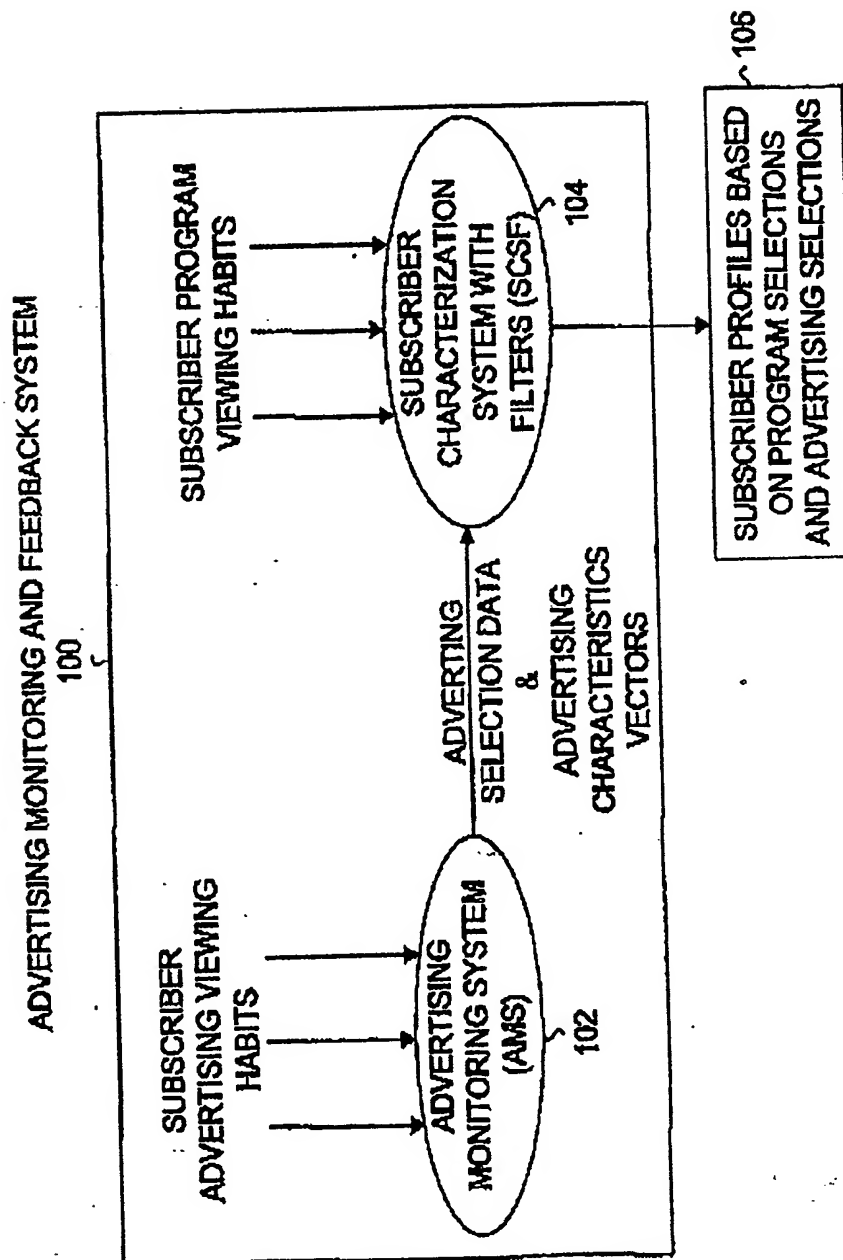 ADVERTISING MONITORING AND FEEDBACK SYSTEM
100
SUBSCRIBER
ADVERTISING VIEWING
HABITS
ADVERTISING
MONITORING SYSTEM
(AMS)
102
ADVERTING
SELECTION DATA
&
ADVERTISING
CHARACTERISTICS
VECTORS
SUBSCRIBER PROGRAM
VIEWING HABITS
SUBSCRIBER
CHARACTERIZATION
SYSTEM WITH
FILTERS (SCSF)
104
106
SUBSCRIBER PROFILES BASED
ON PROGRAM SELECTIONS
AND ADVERTISING SELECTIONS